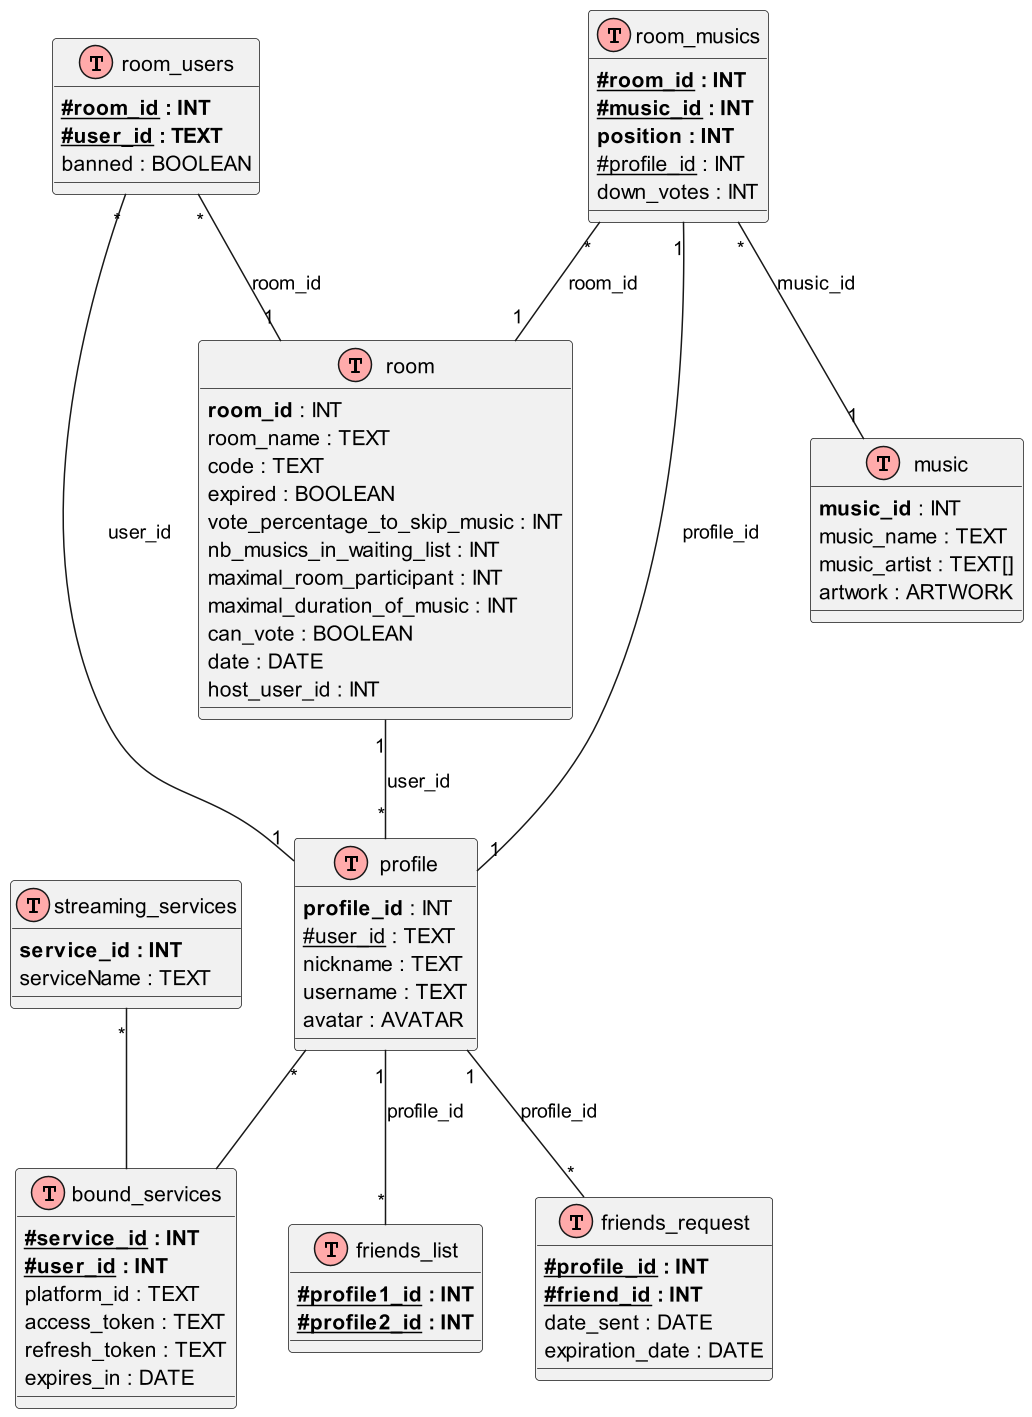 T room_users
#room_id : INT
#user_id : TEXT
banned : BOOLEAN
T room_musics
#room_id : INT
#music_id : INT
position : INT
#profile_id : INT
down_votes : INT
*
*
*
1
*
room_id
room_id
music_id
1
1
1
T room
room_id : INT
room_name : TEXT
code : TEXT
expired : BOOLEAN
vote_percentage_to_skip_music : INT
nb_musics_in_waiting_list : INT
maximal_room_participant : INT
maximal_duration_of_music : INT
can_vote : BOOLEAN
date : DATE
host_user_id : INT
T music
music_id : INT
music_name : TEXT
music_artist : TEXT[]
artwork : ARTWORK
user_id
profile_id
1
user_id
*
1
1
T profile
profile_id : INT
#user_id : TEXT
nickname : TEXT
username : TEXT
avatar : AVATAR
T streaming_services
service_id : INT
serviceName : TEXT
*
*
1
1
profile_id
profile_id
*
*
T bound_services
#service_id : INT
#user_id : INT
platform_id : TEXT
access_token : TEXT
refresh_token : TEXT
expires_in : DATE
T friends_list
#profile1_id : INT
#profile2_id : INT
T friends_request
#profile_id : INT
#friend_id : INT
date_sent : DATE
expiration_date : DATE